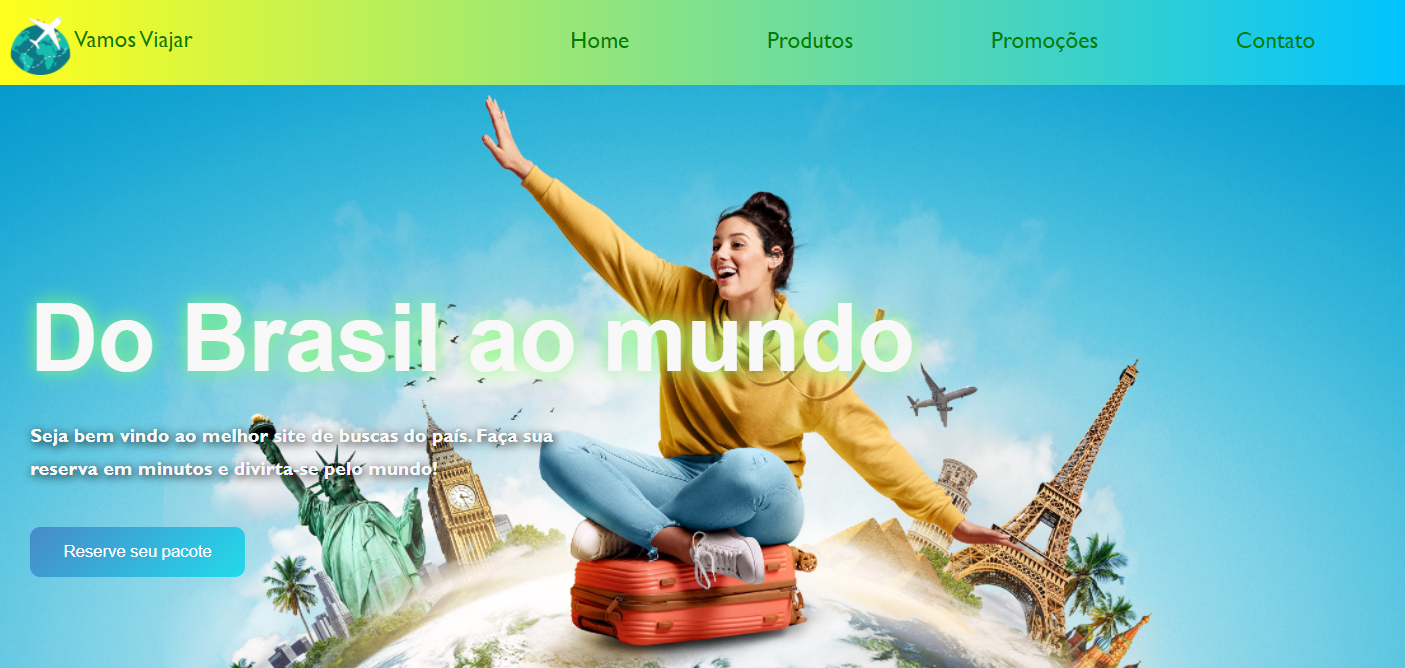 Vamos Viajar
Home
Produtos
Promoções
Contato
Do Brasil ao mundo
Seja bem vindo ao melhor site de buscas do país. Faça sua
reserva em minutos e divirta-se pelo mundo!
Reserve seu pacote